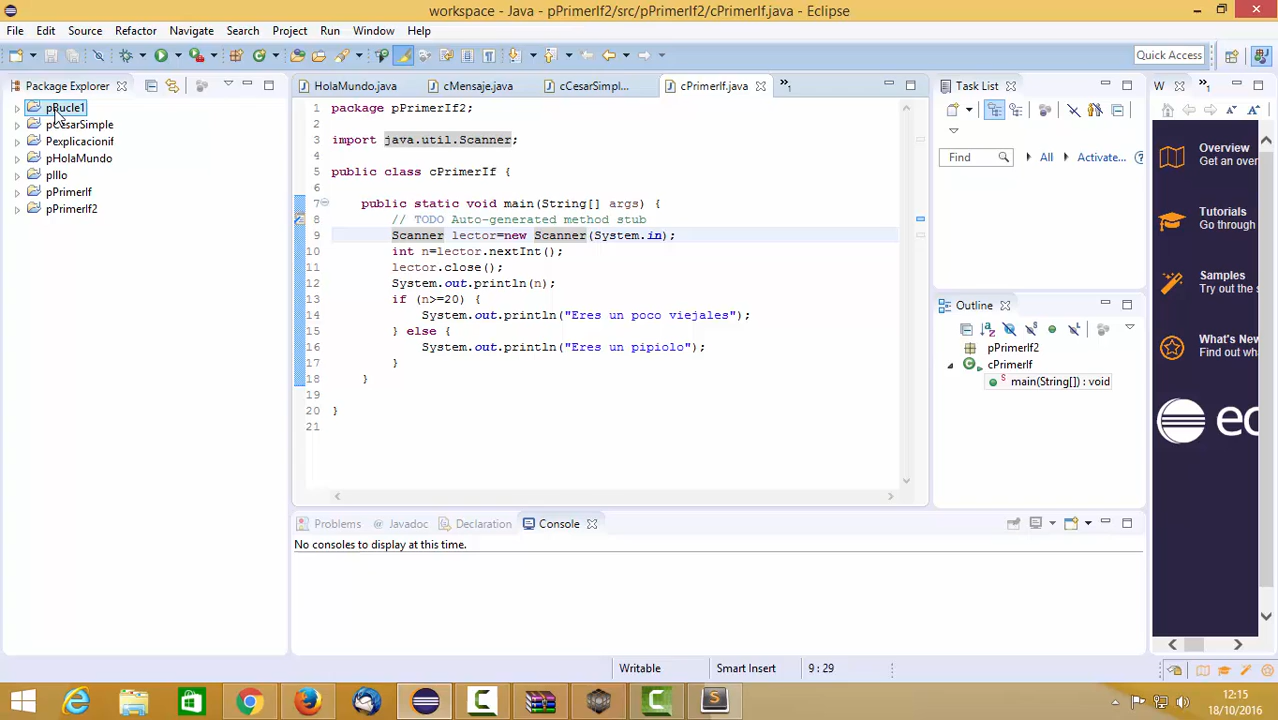 workspace - Java - pPrimerIf2/src/pPrimerIf2/cPrimerIf.java - Eclipse
File Edit Source Refactor Navigate Search Project Run Window Help
Quick Access
Package Explorer
HolaMundo.java
cMensaje.java
cCesarSimpl...
cPrimerIf.java
Task List
W
pBucle1
pCesarSimple
Pexplicacionif
pHolaMundo
pIlo
pPrimerIf
pPrimerIf2
1 package pPrimerIf2;
2
3 import java.util.Scanner;
4
5 public class cPrimerIf {
6
7 public static void main(String[] args) {
8 // TODO Auto-generated method stub
9 Scanner lector=new Scanner(System.in);
10 int n=lector.nextInt();
11 lector.close();
12 System.out.println(n);
13 if (n>=20) {
14 System.out.println("Eres un poco viejales");
15 } else {
16 System.out.println("Eres un pipiolo");
17 }
18 }
19
20 }
21
Find All Activate...
Outline
pPrimerIf2
cPrimerIf
main(String[]) : void
Overview
Get an over
Tutorials
Go through
Samples
Try out the s
What's New
Find out wh
ec
Problems Javadoc Declaration Console
No consoles to display at this time.
Writable Smart Insert 9 : 29
12:15
18/10/2016